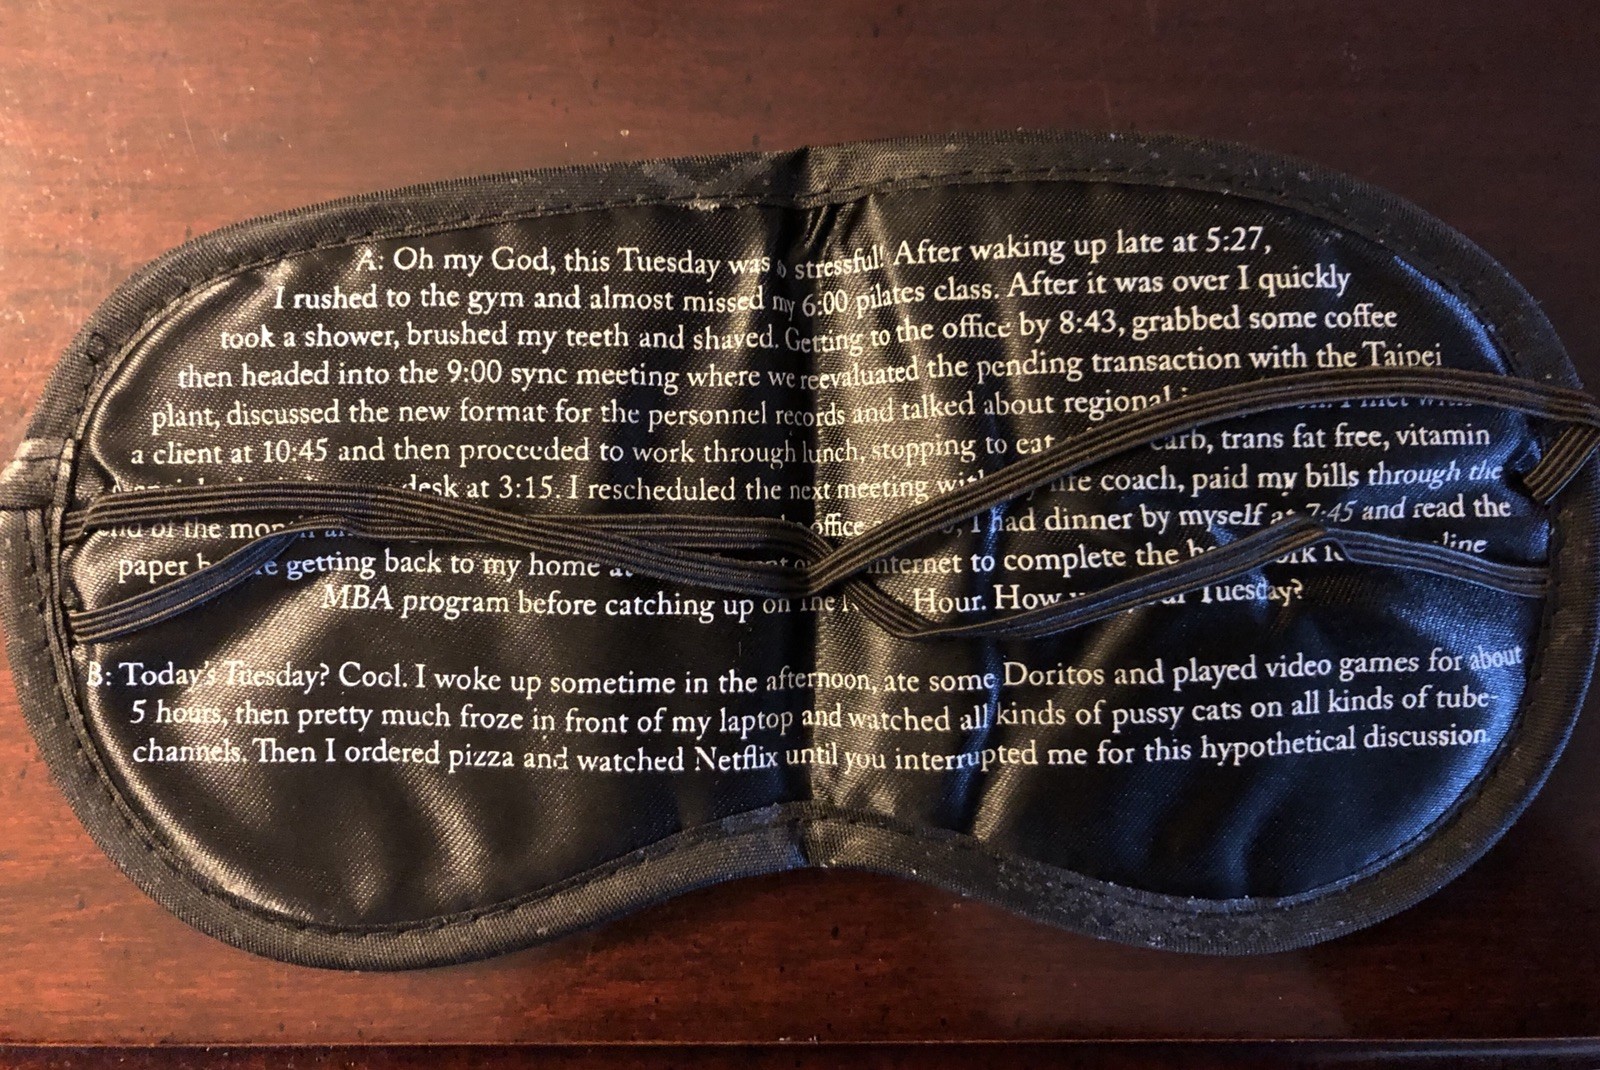 A: Oh my God, this Tuesday was so stressful! After waking up late at 5:27,
I rushed to the gym and almost missed my 6:00 pilates class. After it was over I quickly
took a shower, brushed my teeth and shaved. Getting to the office by 8:43, grabbed some coffee
then headed into the 9:00 sync meeting where we reevaluated the pending transaction with the Taipei
plant, discussed the new format for the personnel records and talked about regional
a client at 10:45 and then proceeded to work through lunch, stopping to eat carb, trans fat free, vitamin
desk at 3:15. I rescheduled the next meeting with my life coach, paid my bills through the
end of the office I had dinner by myself at 7:45 and read the
paper before getting back to my home internet to complete the line
MBA program before catching up on the Hour. How Tuesday?
B: Today's Tuesday? Cool. I woke up sometime in the afternoon, ate some Doritos and played video games for about
5 hours, then pretty much froze in front of my laptop and watched all kinds of pussy cats on all kinds of tube-
channels. Then I ordered pizza and watched Netflix until you interrupted me for this hypothetical discussion